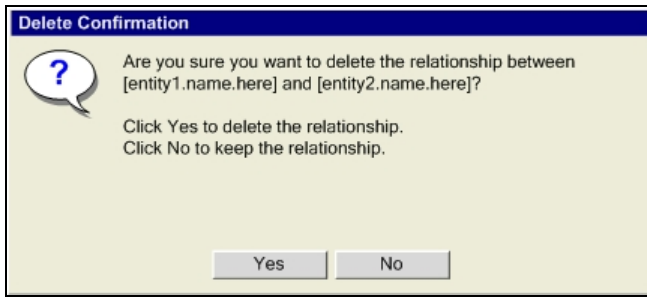 Delete Confirmation
?
Are you sure you want to delete the relationship between
[entity1.name.here] and [entity2.name.here]?
Click Yes to delete the relationship.
Click No to keep the relationship.
Yes No